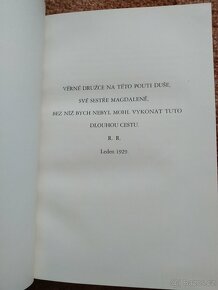 VĚRNÉ DRUŽCE NA TÉTO POUTI DUŠE,
SVÉ SESTŘE MAGDALENĚ,
BEZ NÍŽ BYCH NEBYL MOHL VYKONAT TUTO
DLOUHOU CESTU.
R. R.
Leden 1929.